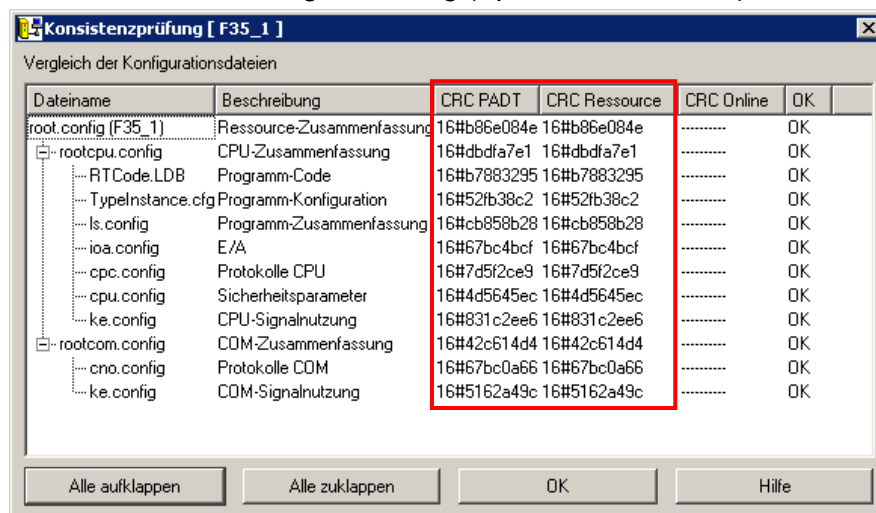 Konsistenzprüfung [ F35_1 ]
Vergleich der Konfigurationsdateien
Dateiname Beschreibung CRC PADT CRC Ressource CRC Online OK
root.config (F35_1) Ressource-Zusammenfassung 16#b86e084e 16#b86e084e --------- OK
rootcpu.config CPU-Zusammenfassung 16#dbdfa7e1 16#dbdfa7e1 --------- OK
RTCode.LDB Programm-Code 16#b7883295 16#b7883295 --------- OK
TypeInstance.cfg Programm-Konfiguration 16#52fb38c2 16#52fb38c2 --------- OK
ls.config Programm-Zusammenfassung 16#cb858b28 16#cb858b28 --------- OK
ioa.config E/A 16#67bc4bcf 16#67bc4bcf --------- OK
cpc.config Protokolle CPU 16#7d5f2ce9 16#7d5f2ce9 --------- OK
cpu.config Sicherheitsparameter 16#4d5645ec 16#4d5645ec --------- OK
ke.config CPU-Signalnutzung 16#831c2ee6 16#831c2ee6 --------- OK
rootcom.config COM-Zusammenfassung 16#42c614d4 16#42c614d4 --------- OK
cno.config Protokolle COM 16#67bc0a66 16#67bc0a66 --------- OK
ke.config COM-Signalnutzung 16#5162a49c 16#5162a49c --------- OK
Alle aufklappen Alle zuklappen OK Hilfe